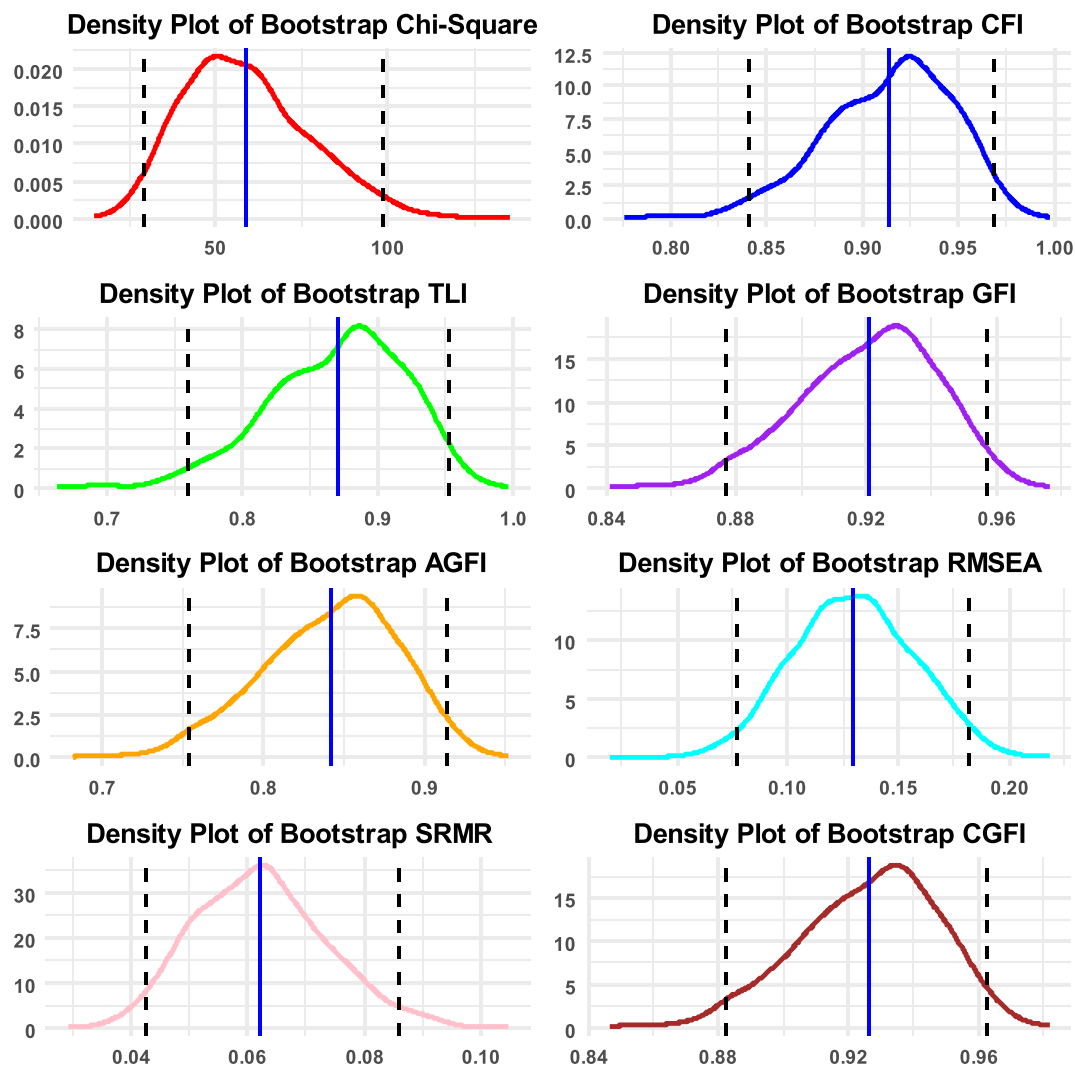 Density Plot of Bootstrap Chi-Square
0.020
0.015
0.010
0.005
0.000
50 100
Density Plot of Bootstrap CFI
12.5
10.0
7.5
5.0
2.5
0.0
0.80 0.85 0.90 0.95 1.00
Density Plot of Bootstrap TLI
8
6
4
2
0
0.7 0.8 0.9 1.0
Density Plot of Bootstrap GFI
15
10
5
0
0.84 0.88 0.92 0.96
Density Plot of Bootstrap AGFI
7.5
5.0
2.5
0.0
0.7 0.8 0.9
Density Plot of Bootstrap RMSEA
10
5
0
0.05 0.10 0.15 0.20
Density Plot of Bootstrap SRMR
30
20
10
0
0.04 0.06 0.08 0.10
Density Plot of Bootstrap CGFI
15
10
5
0
0.84 0.88 0.92 0.96